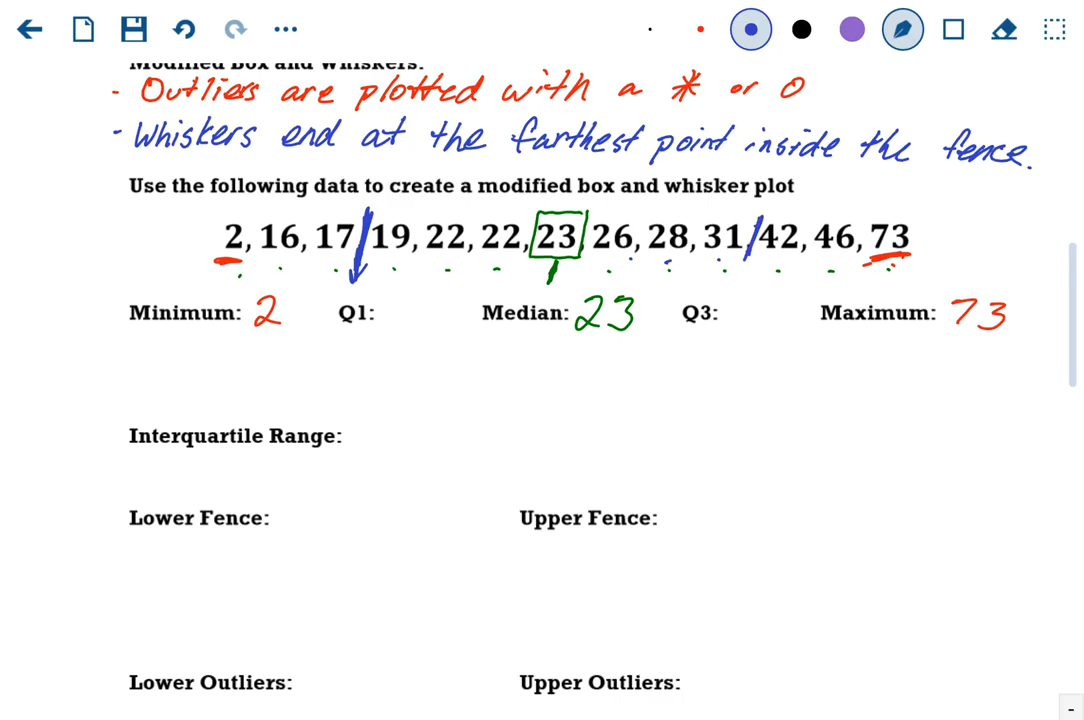 Modified Box and Whiskers:
- Outliers are plotted with a * or O
- Whiskers end at the farthest point inside the fence.
Use the following data to create a modified box and whisker plot
2, 16, 17, 19, 22, 22, 23, 26, 28, 31, 42, 46, 73
Minimum: 2 Q1: Median: 23 Q3: Maximum: 73
Interquartile Range:
Lower Fence: Upper Fence:
Lower Outliers: Upper Outliers: